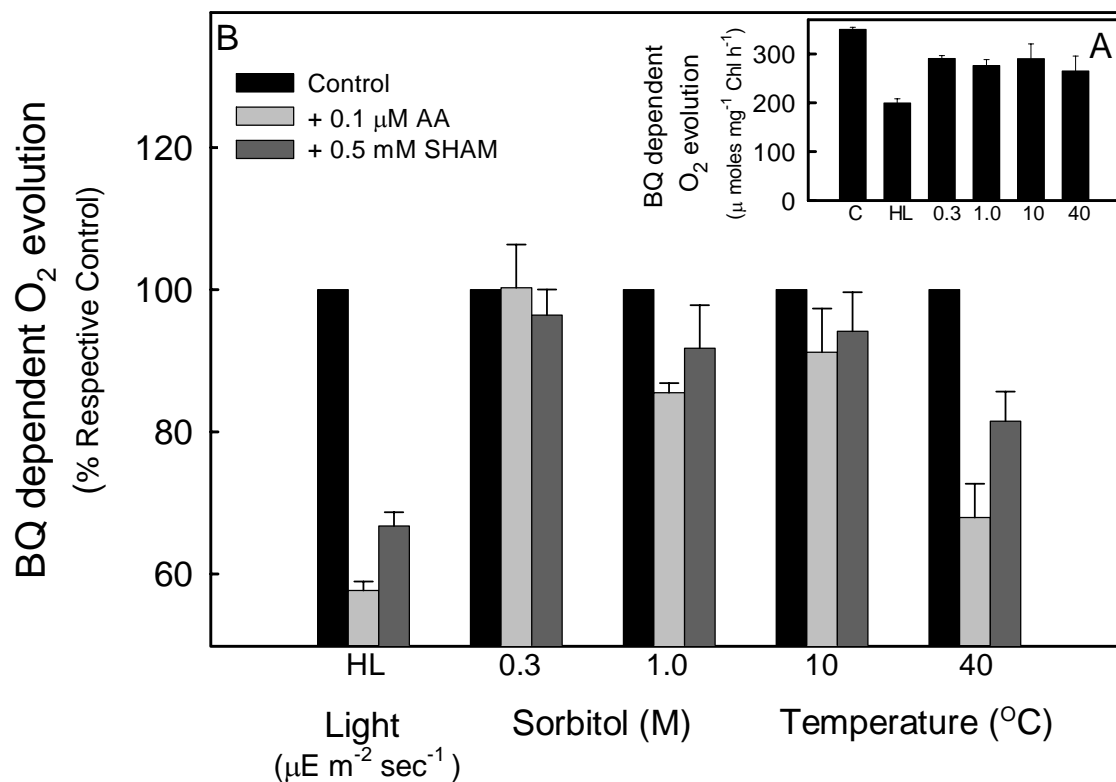 B
Control
+ 0.1 μM AA
+ 0.5 mM SHAM
BQ dependent O2 evolution
(% Respective Control)
120
100
80
60
HL
0.3
1.0
10
40
Light
(μE m-2 sec-1 )
Sorbitol (M)
Temperature (OC)
A
BQ dependent
O2 evolution
(μ moles mg-1 Chl h-1)
300
200
300
0
C
HL
0.3
1.0
10
40